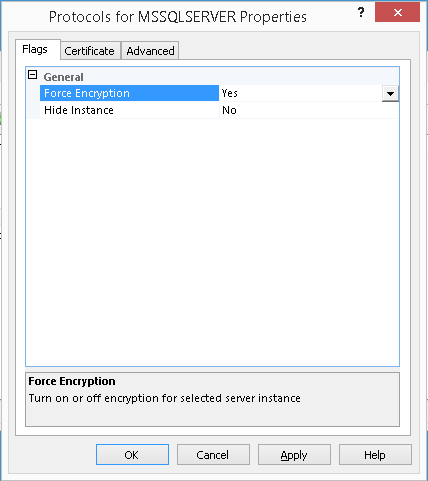 Protocols for MSSQLSERVER Properties ?
Flags Certificate Advanced
General
Force Encryption Yes
Hide Instance No
Force Encryption
Turn on or off encryption for selected server instance
OK Cancel Apply Help